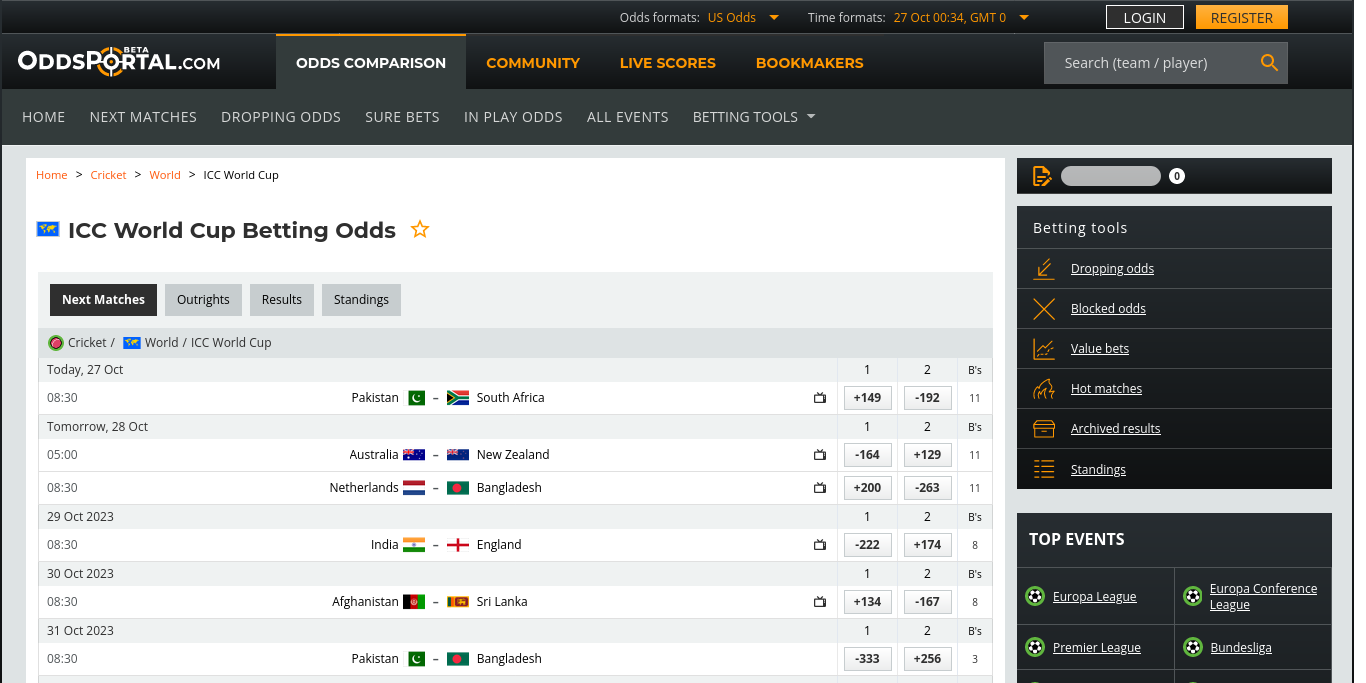 Odds formats: US Odds Time formats: 27 Oct 00:34, GMT 0 LOGIN REGISTER
ODDSPORTAL.COM BETA ODDS COMPARISON COMMUNITY LIVE SCORES BOOKMAKERS Search (team / player)
HOME NEXT MATCHES DROPPING ODDS SURE BETS IN PLAY ODDS ALL EVENTS BETTING TOOLS
Home > Cricket > World > ICC World Cup
ICC World Cup Betting Odds
Next Matches Outrights Results Standings
Cricket / World / ICC World Cup
Today, 27 Oct 1 2 B's
08:30 Pakistan – South Africa +149 -192 11
Tomorrow, 28 Oct 1 2 B's
05:00 Australia – New Zealand -164 +129 11
08:30 Netherlands – Bangladesh +200 -263 11
29 Oct 2023 1 2 B's
08:30 India – England -222 +174 8
30 Oct 2023 1 2 B's
08:30 Afghanistan – Sri Lanka +134 -167 8
31 Oct 2023 1 2 B's
08:30 Pakistan – Bangladesh -333 +256 3
0
Betting tools
Dropping odds
Blocked odds
Value bets
Hot matches
Archived results
Standings
TOP EVENTS
Europa League
Europa Conference
League
Premier League
Bundesliga